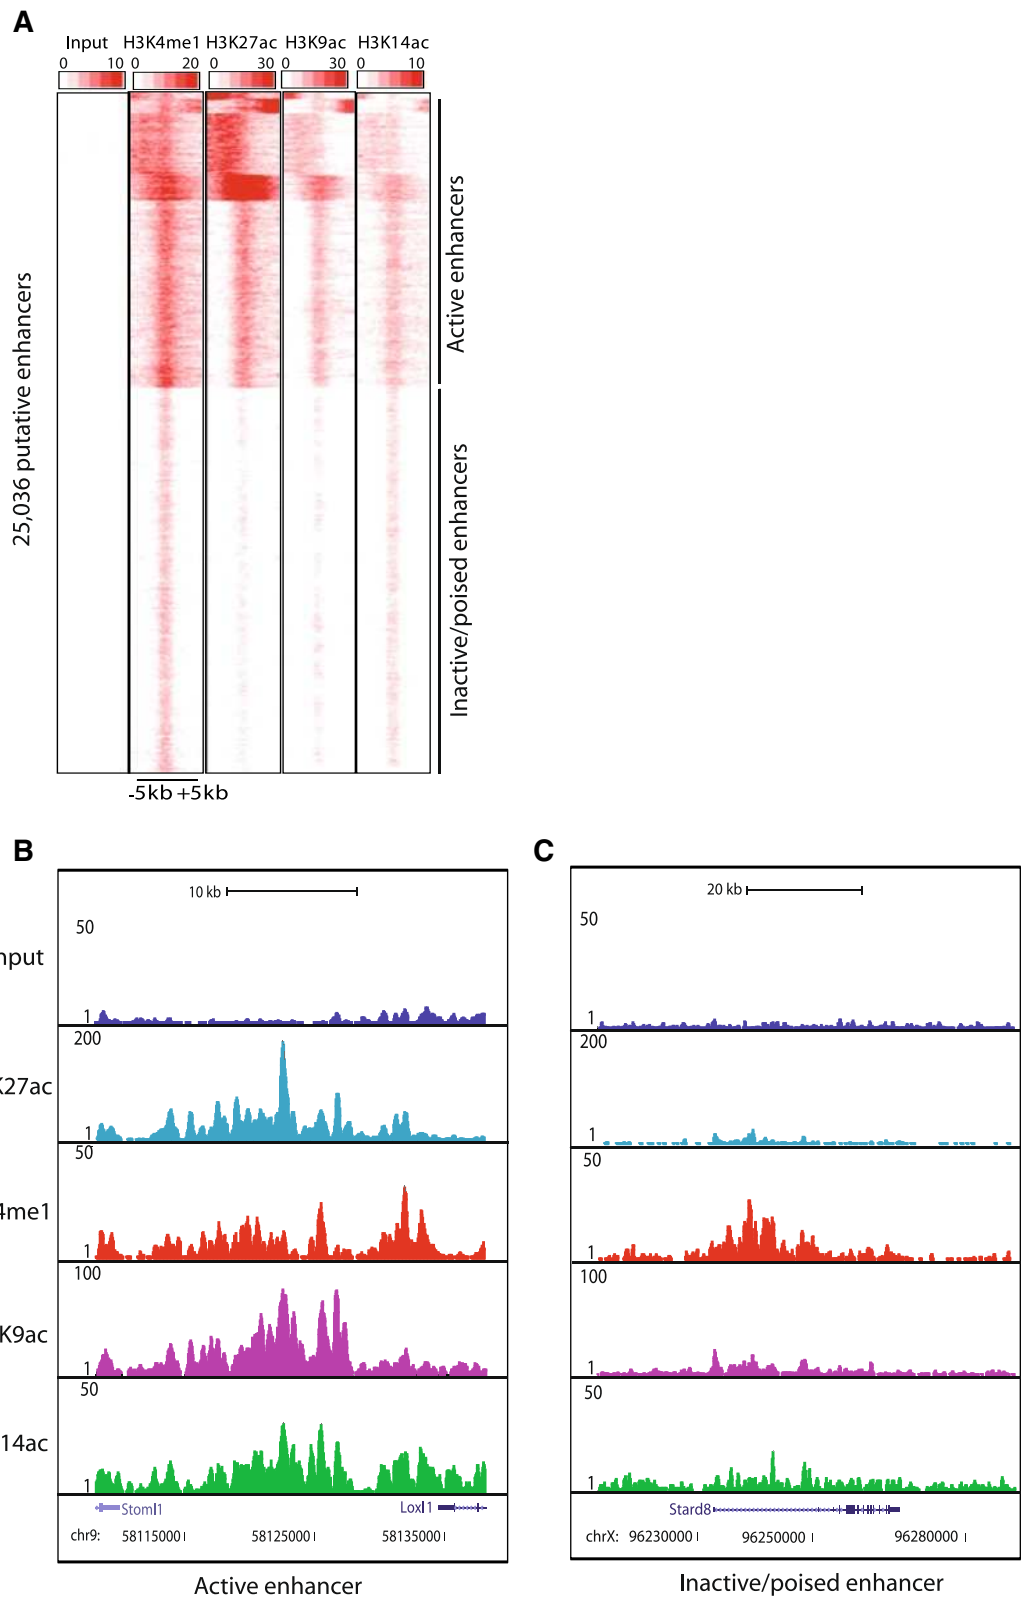 A
Input H3K4me1 H3K27ac H3K9ac H3K14ac
0 10 0 20 0 30 0 30 0 10
25,036 putative enhancers
Active enhancers
Inactive/poised enhancers
-5kb +5kb
B
10 kb
50
nput
1
200
K27ac
1
50
4me1
1
100
K9ac
1
50
14ac
1
Stoml1 Loxl1
chr9: 58115000 58125000 58135000
Active enhancer
C
20 kb
50
1
200
1
50
1
100
1
50
1
Stard8
chrX: 96230000 96250000 96280000
Inactive/poised enhancer